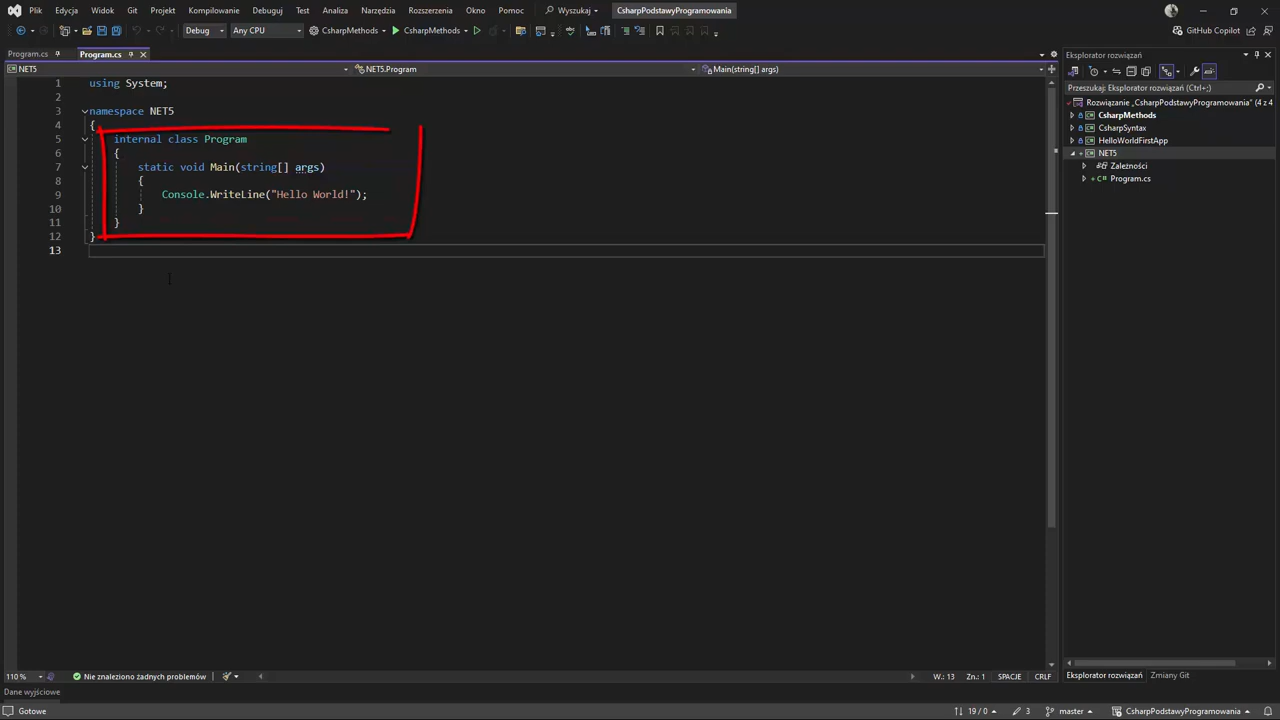 Plik Edycja Widok Git Projekt Kompilowanie Debuguj Test Analiza Narzędzia Rozszerzenia Okno Pomoc Wyszukaj CsharpPodstawyProgramowania
Debug Any CPU CsharpMethods CsharpMethods GitHub Copilot
Program.cs Program.cs
NET5 NET5.Program Main(string[] args)
1 using System;
2
3 namespace NET5
4 {
5 internal class Program
6 {
7 static void Main(string[] args)
8 {
9 Console.WriteLine("Hello World!");
10 }
11 }
12 }
13
Eksplorator rozwiązań
Przeszukaj: Eksplorator rozwiązań (Ctrl+;)
Rozwiązanie „CsharpPodstawyProgramowania" (4 z 4
CsharpMethods
CsharpSyntax
HelloWorldFirstApp
NET5
Zależności
Program.cs
110 % Nie znaleziono żadnych problemów W.: 13 Zn.: 1 SPACJE CRLF
Eksplorator rozwiązań Zmiany Git
Dane wyjściowe
Gotowe 19 / 0 3 master CsharpPodstawyProgramowania